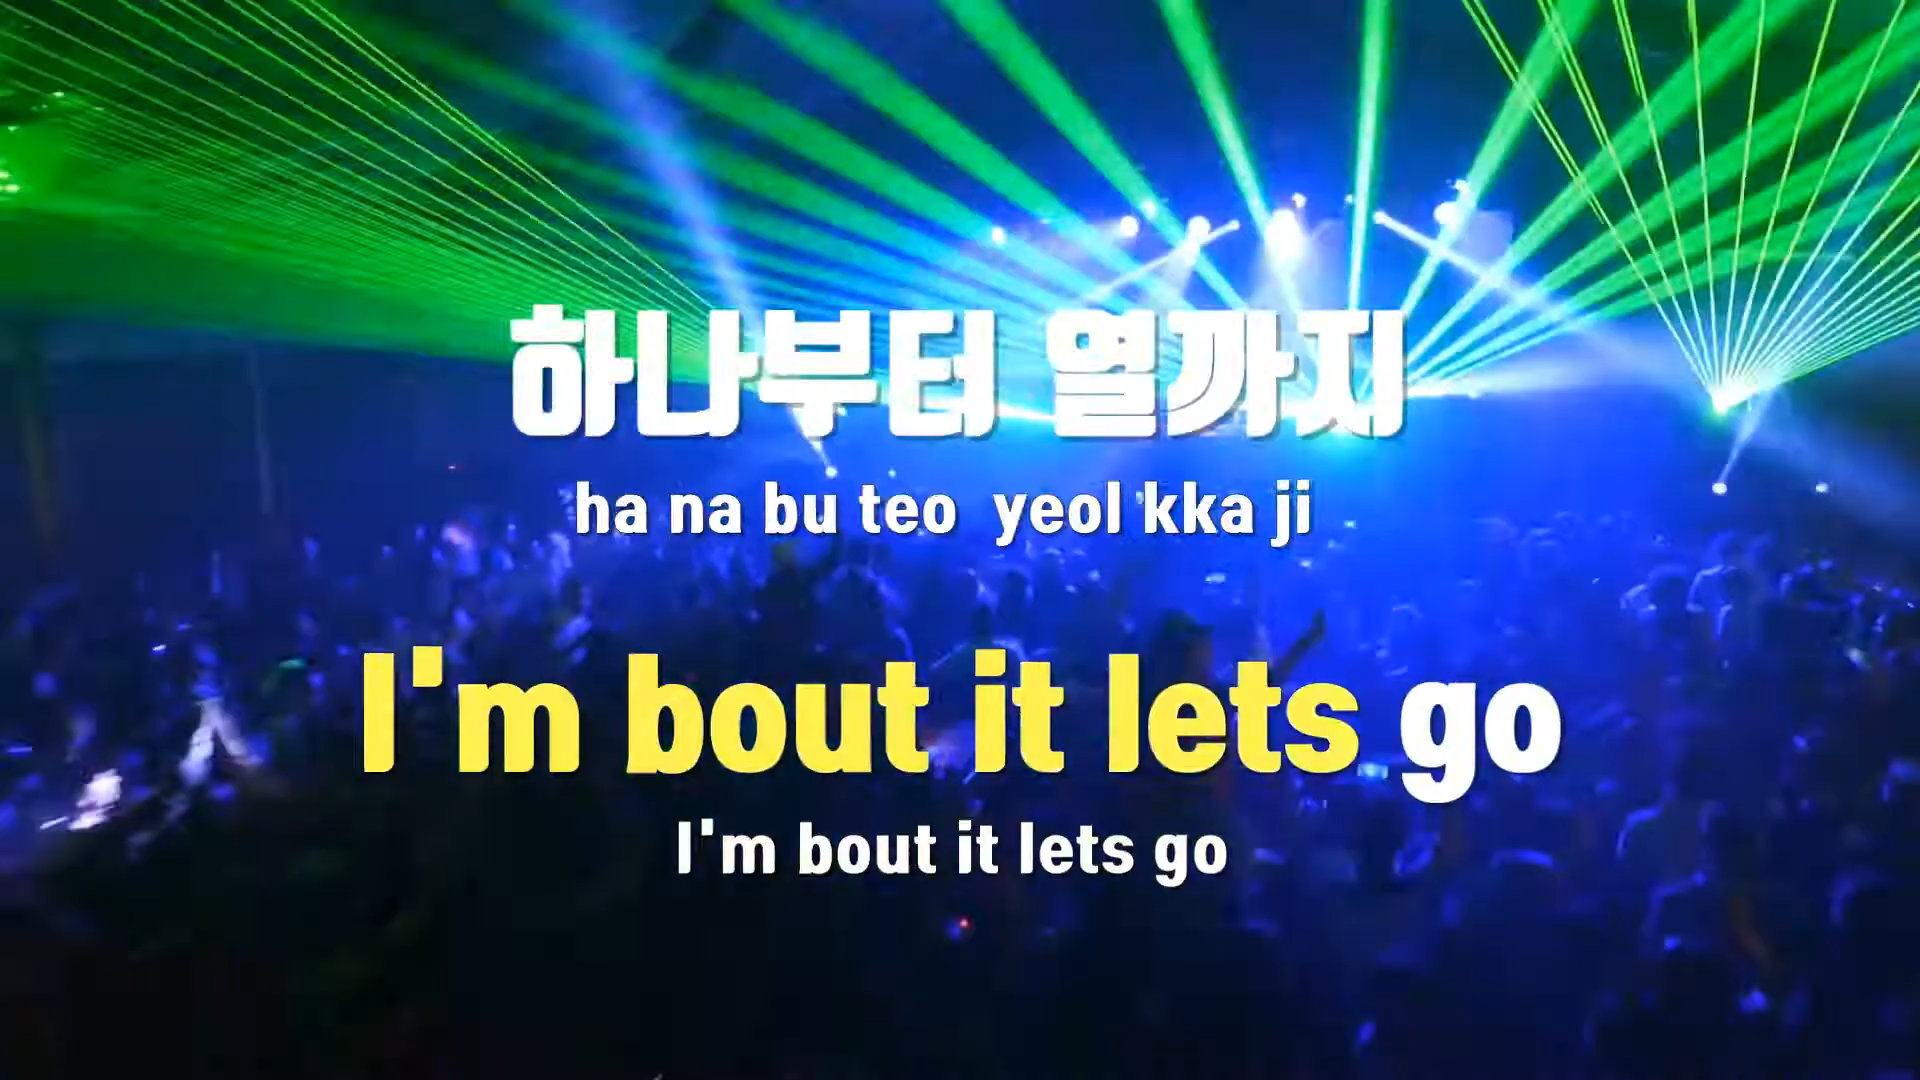 하나부터 열까지
ha na bu teo yeol kka ji
I'm bout it lets go
I'm bout it lets go